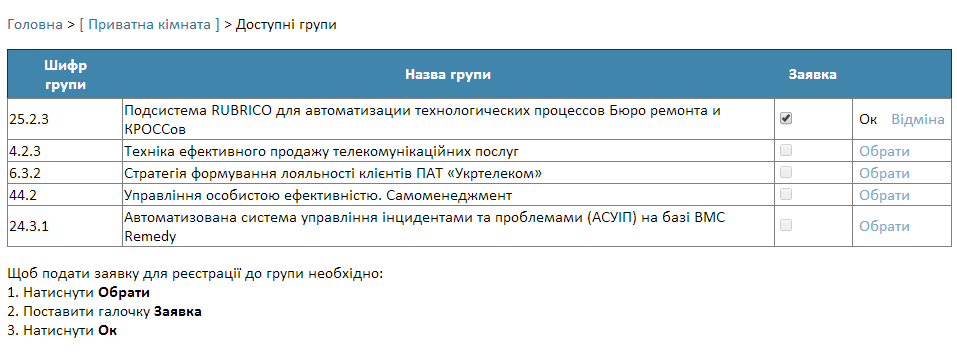 Головна > [ Приватна кімната ] > Доступні групи
Шифр групи Назва групи Заявка
25.2.3 Подсистема RUBRICO для автоматизации технологических процессов Бюро ремонта и КРОССов Ок Відміна
4.2.3 Техніка ефективного продажу телекомунікаційних послуг Обрати
6.3.2 Стратегія формування лояльності клієнтів ПАТ «Укртелеком» Обрати
44.2 Управління особистою ефективністю. Самоменеджмент Обрати
24.3.1 Автоматизована система управління інцидентами та проблемами (АСУІП) на базі BMC Remedy Обрати
Щоб подати заявку для реєстрації до групи необхідно:
1. Натиснути Обрати
2. Поставити галочку Заявка
3. Натиснути Ок